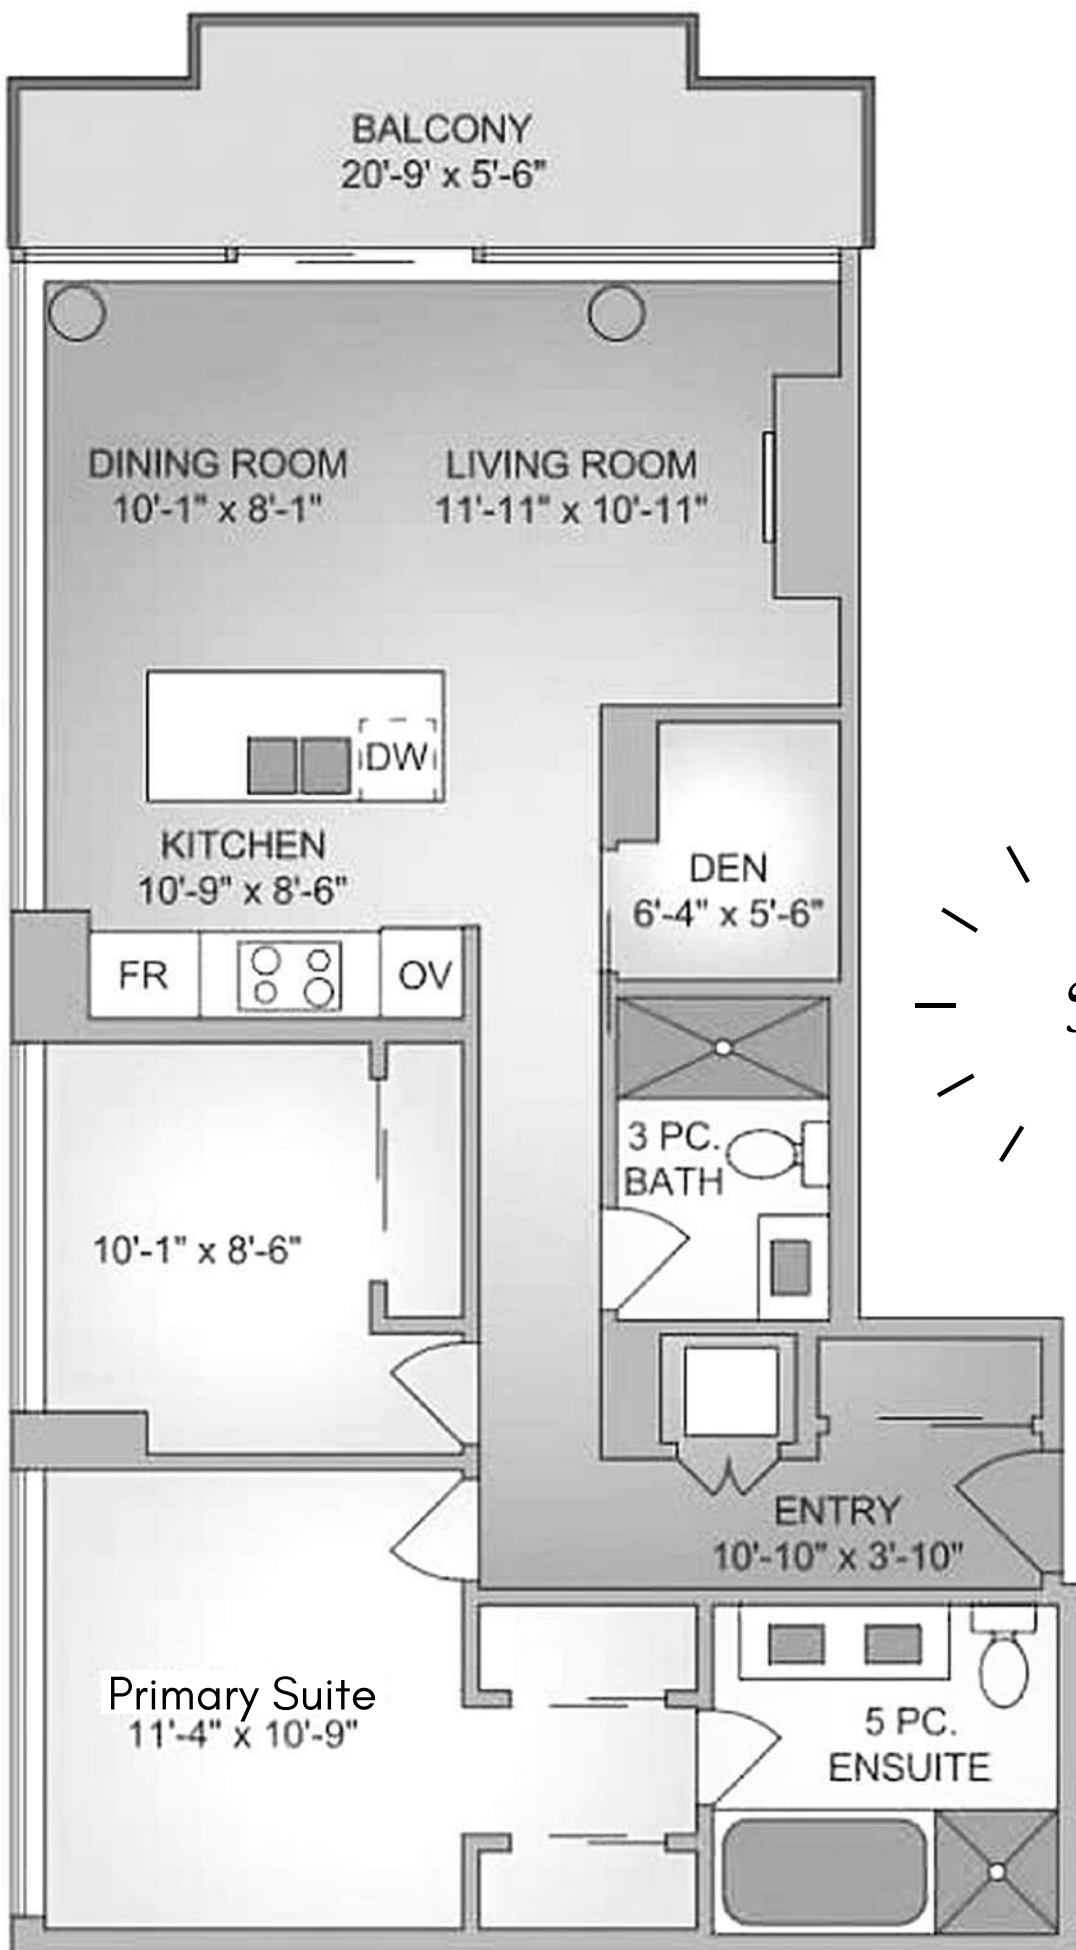 BALCONY
20'-9' x 5'-6"
DINING ROOM
10'-1" x 8'-1"
LIVING ROOM
11'-11" x 10'-11"
DW
KITCHEN
10'-9" x 8'-6"
DEN
6'-4" x 5'-6"
FR
OV
3 PC.
BATH
10'-1" x 8'-6"
ENTRY
10'-10" x 3'-10"
Primary Suite
11'-4" x 10'-9"
5 PC.
ENSUITE